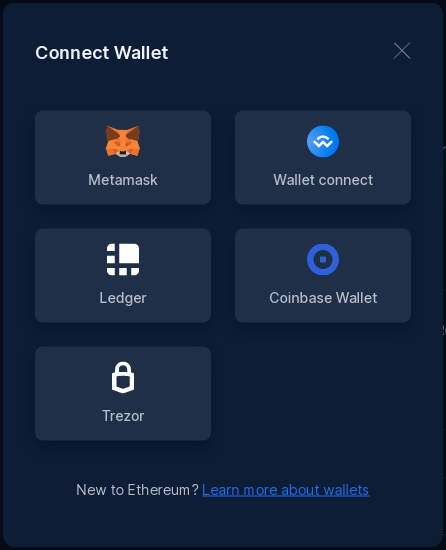 Connect Wallet
Metamask
Wallet connect
Ledger
Coinbase Wallet
Trezor
New to Ethereum? Learn more about wallets